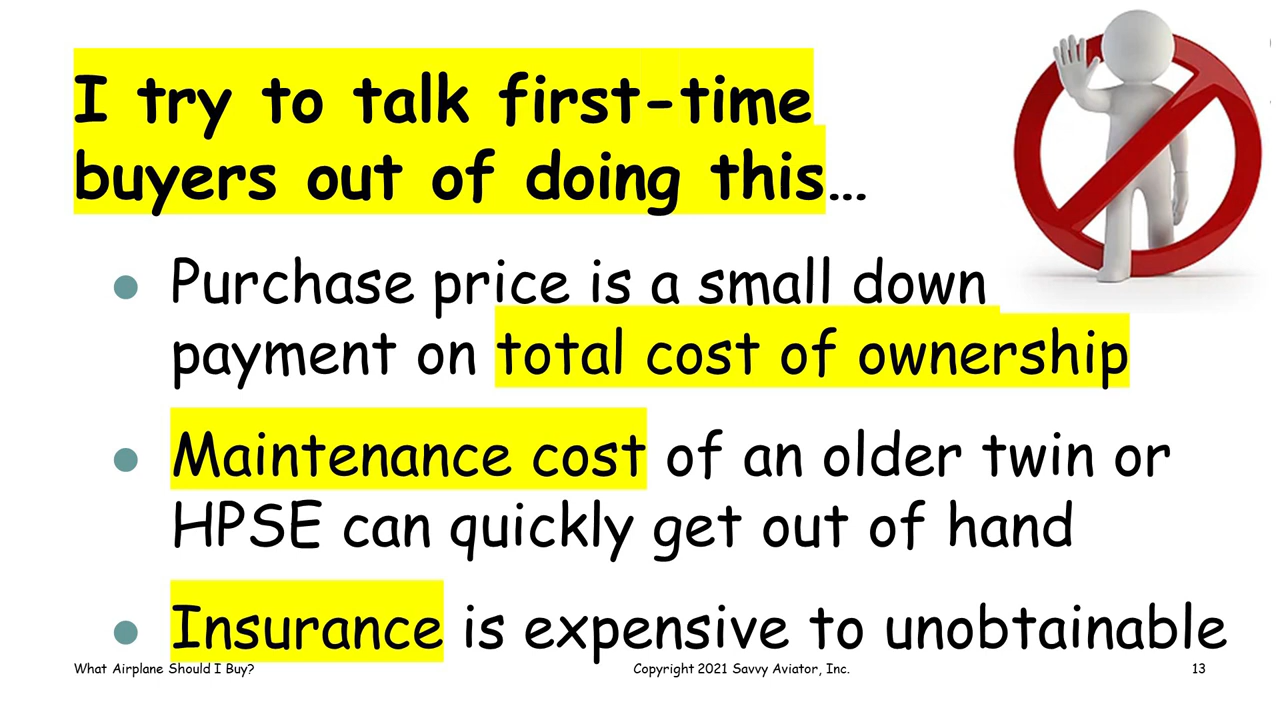 I try to talk first-time
buyers out of doing this…
● Purchase price is a small down
payment on total cost of ownership
● Maintenance cost of an older twin or
HPSE can quickly get out of hand
● Insurance is expensive to unobtainable
What Airplane Should I Buy?
Copyright 2021 Savvy Aviator, Inc.
13